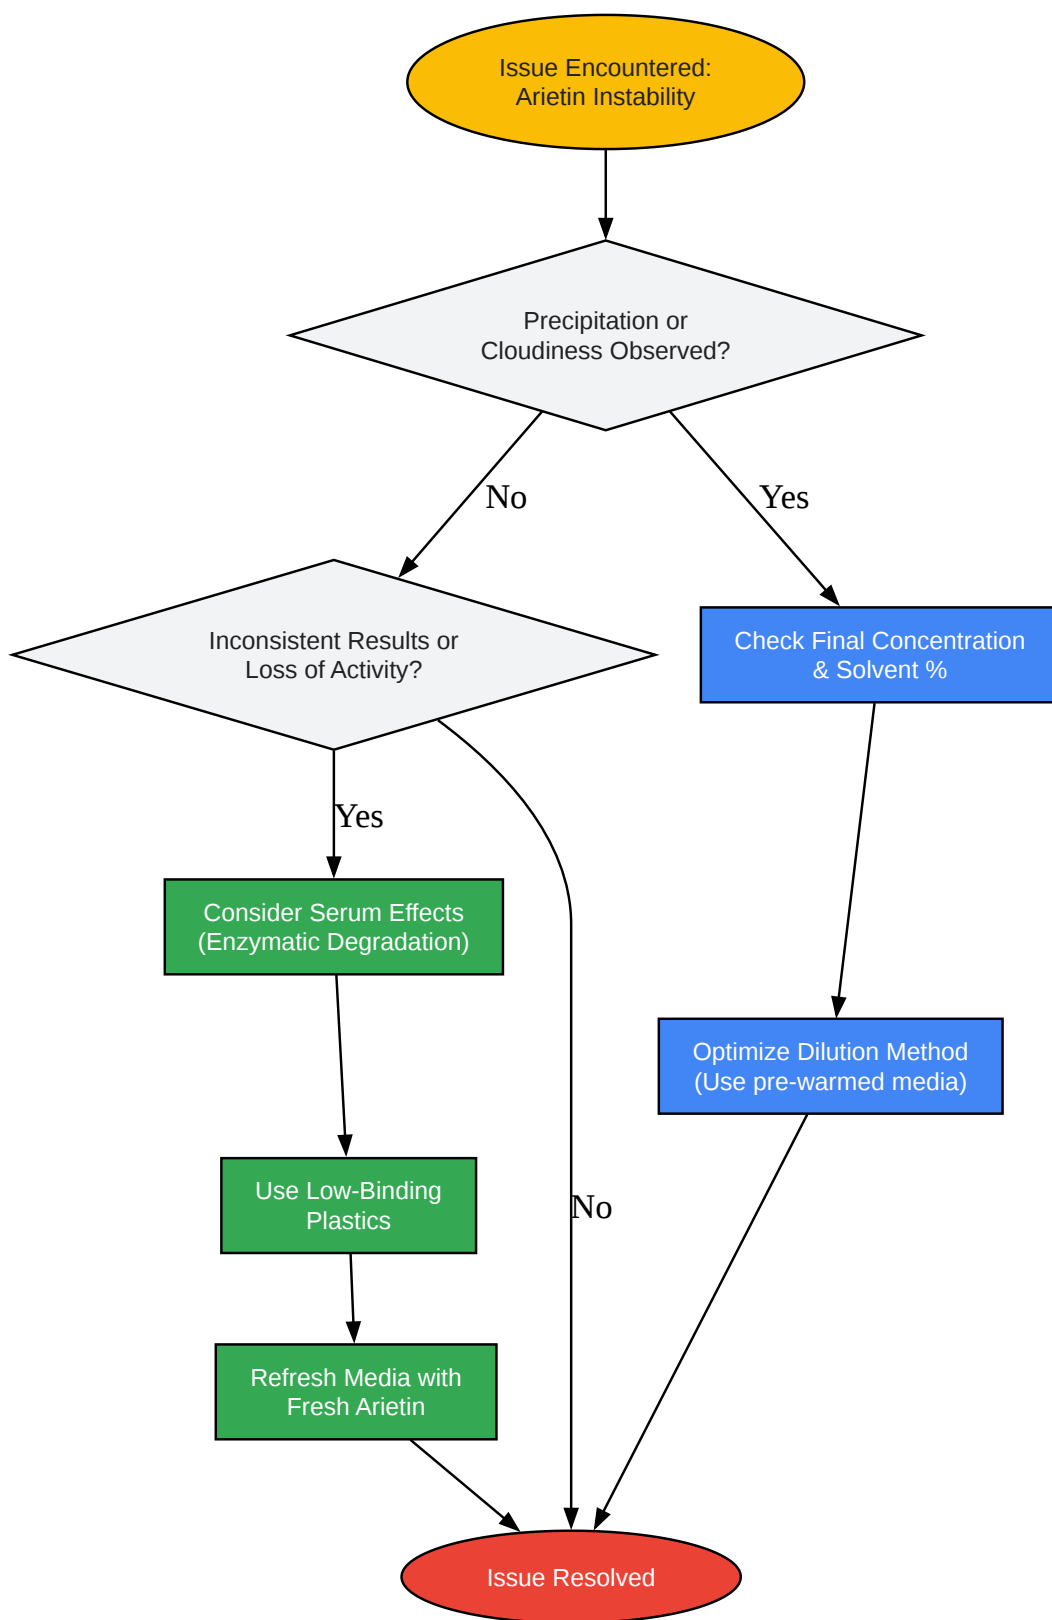 Issue Encountered:
Arietin Instability
Precipitation or
Cloudiness Observed?
No
Yes
Inconsistent Results or
Loss of Activity?
Check Final Concentration
& Solvent %
Yes
Consider Serum Effects
(Enzymatic Degradation)
Optimize Dilution Method
(Use pre-warmed media)
Use Low-Binding
Plastics
No
Refresh Media with
Fresh Arietin
Issue Resolved